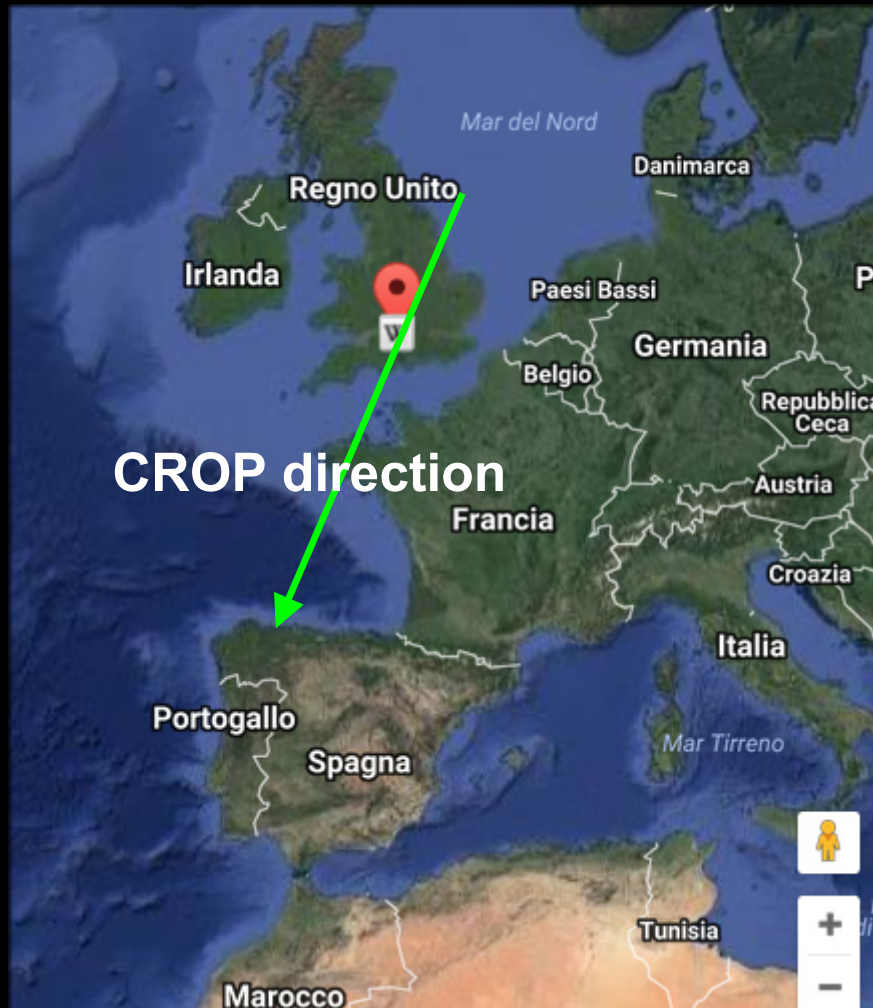 Mar del Nord
Danimarca
Regno Unito
Irlanda
Paesi Bassi
P
W
Germania
Belgio
Repubblica
Ceca
CROP direction
Austria
Francia
Croazia
Italia
Portogallo
Mar Tirreno
Spagna
+
Tunisia
−
Marocco